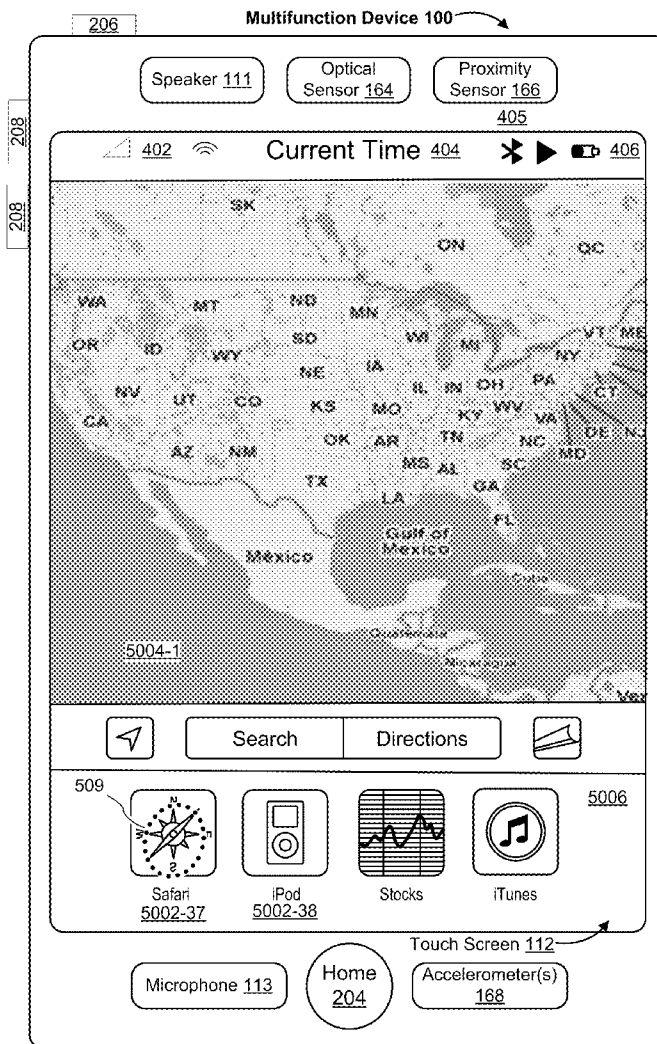 206
Multifunction Device 100
Speaker 111
Optical
Sensor 164
Proximity
Sensor 166
405
208
208
402
Current Time 404
406
SK
ON
QC
WA
MT
ND
MN
OR
ID
SD
WI
MI
VT
ME
WY
NY
NE
IA
PA
CT
NV
UT
CO
IL
IN
OH
KS
MO
KY
WV
VA
CA
DE
NJ
OK
AR
TN
NC
MD
AZ
NM
MS
AL
SC
TX
GA
LA
FL
Gulf of
Mexico
México
Cuba
Guatemala
Nicaragua
Ver
5004-1
Search
Directions
509
N
E
S
W
5006
Safari
5002-37
iPod
5002-38
Stocks
iTunes
Touch Screen 112
Microphone 113
Home
204
Accelerometer(s)
168